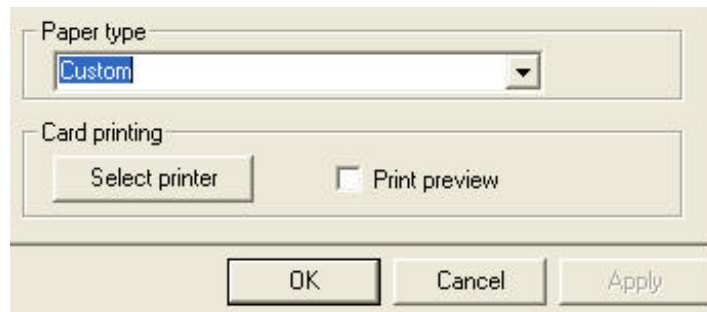 Paper type
Custom
Card printing
Select printer Print preview
OK Cancel Apply